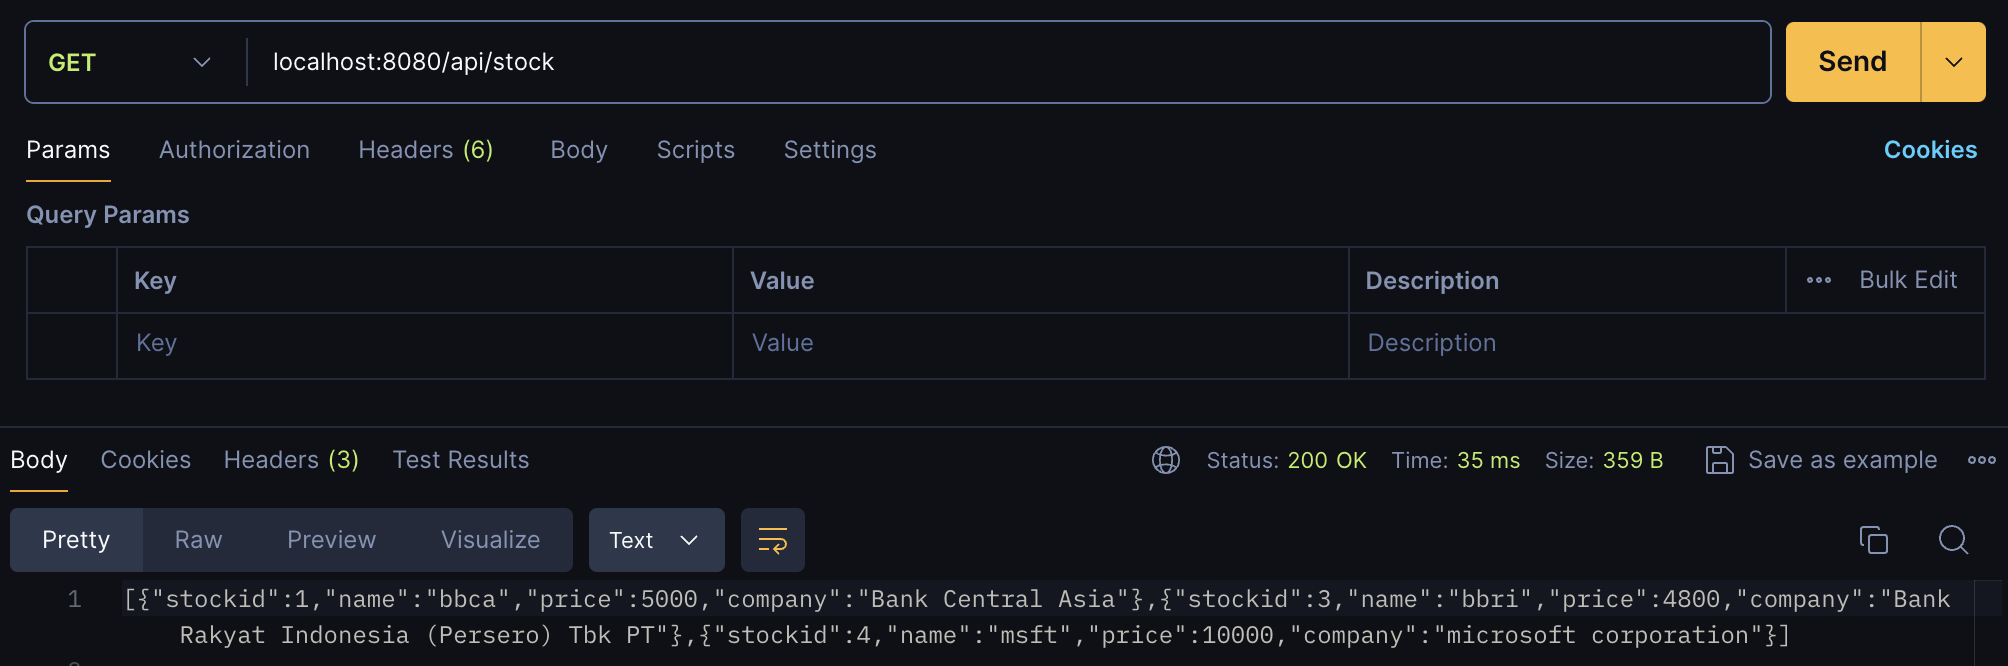 GET localhost:8080/api/stock Send
Params Authorization Headers (6) Body Scripts Settings Cookies
Query Params
Key Value Description ooo Bulk Edit
Key Value Description
Body Cookies Headers (3) Test Results Status: 200 OK Time: 35 ms Size: 359 B Save as example ooo
Pretty Raw Preview Visualize Text
1 [{"stockid":1,"name":"bbca","price":5000,"company":"Bank Central Asia"},{"stockid":3,"name":"bbri","price":4800,"company":"Bank
Rakyat Indonesia (Persero) Tbk PT"},{"stockid":4,"name":"msft","price":10000,"company":"microsoft corporation"}]